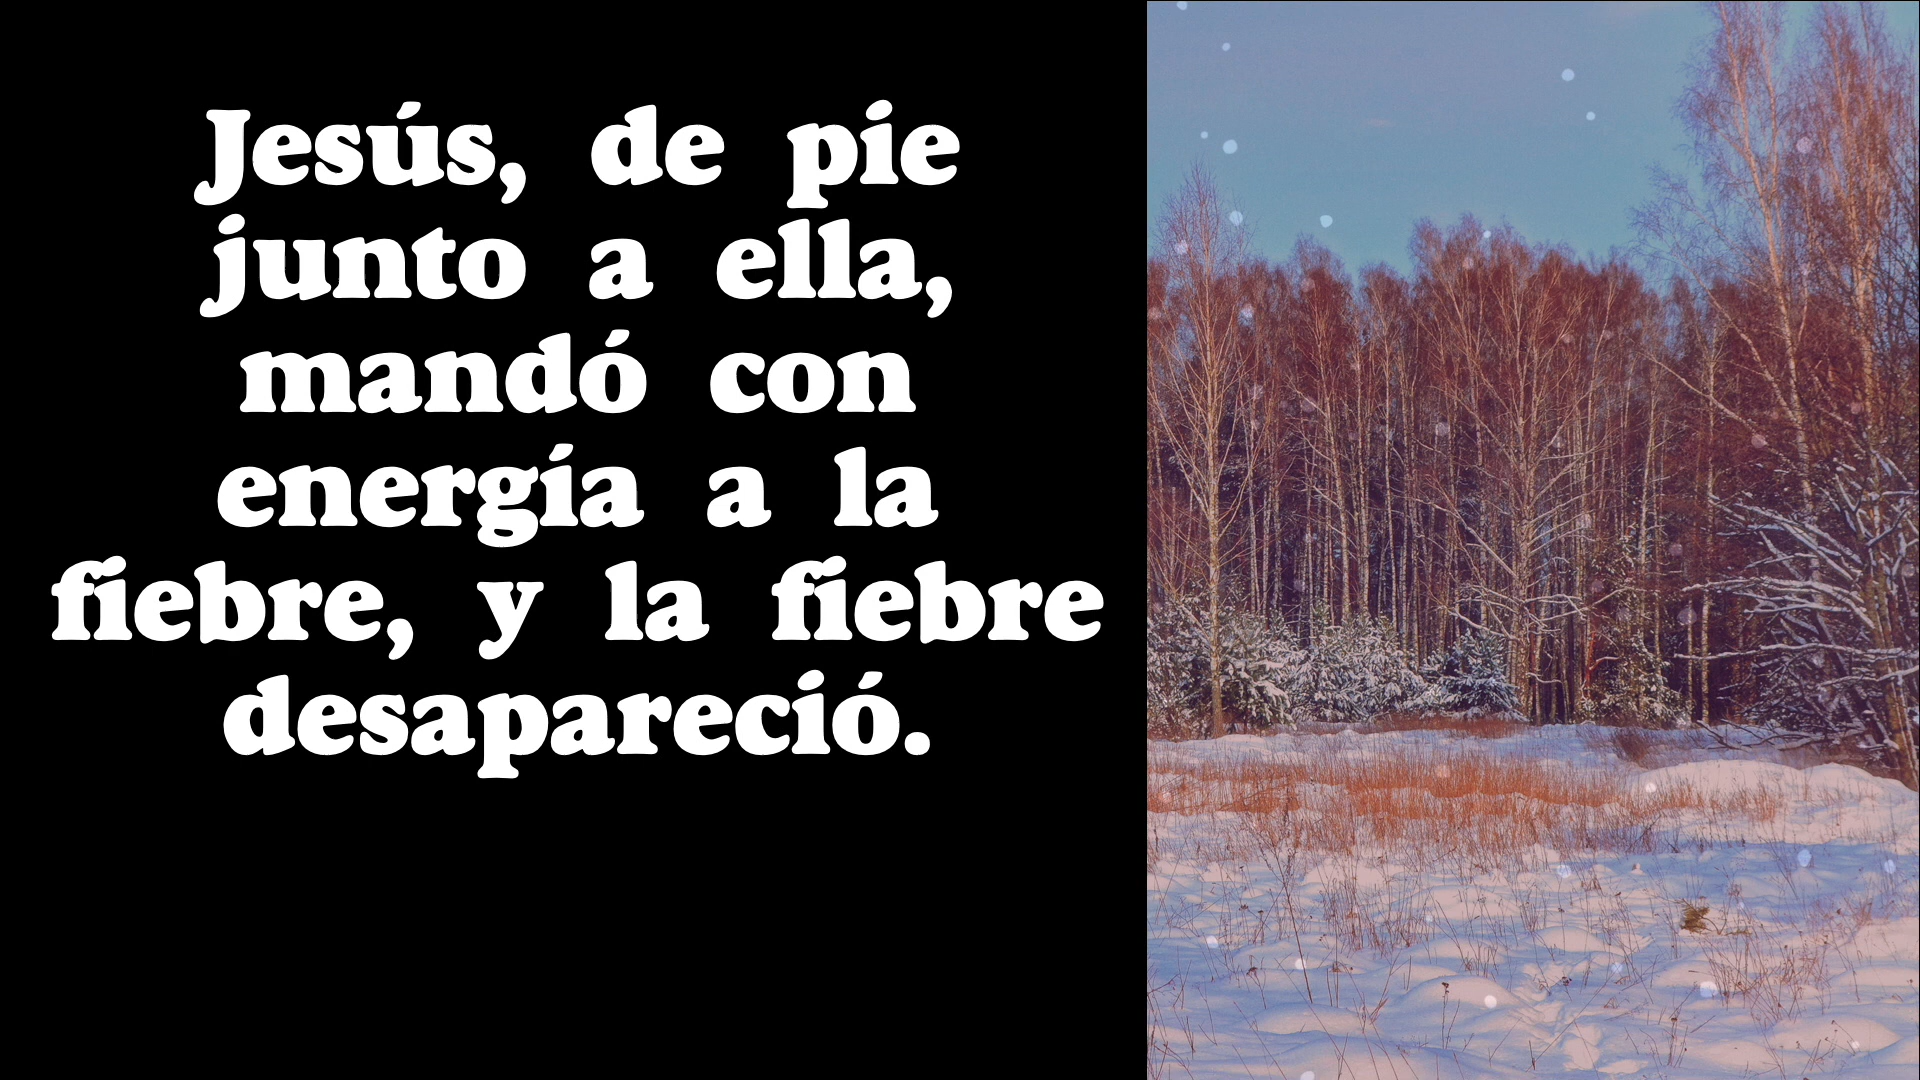 Jesús, de pie
junto a ella,
mandó con
energía a la
fiebre, y la fiebre
desapareció.